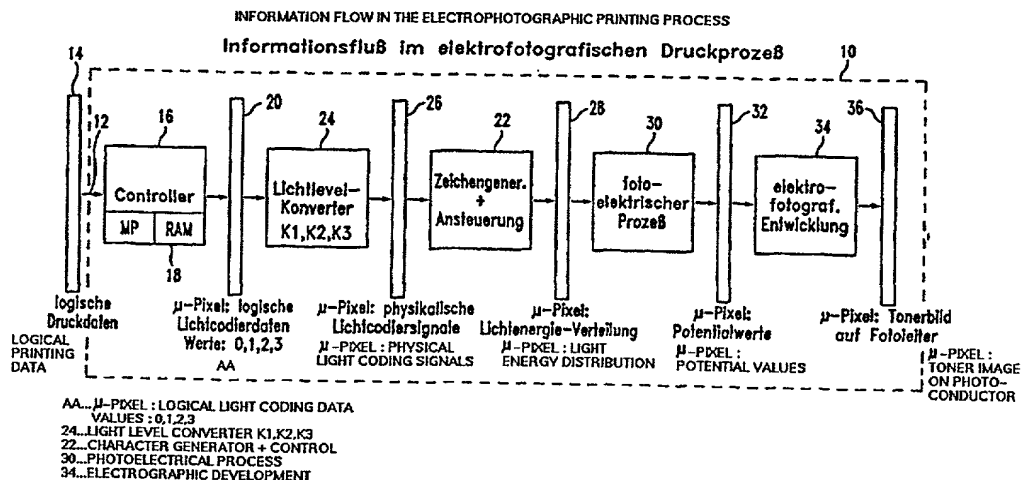 INFORMATION FLOW IN THE ELECTROPHOTOGRAPHIC PRINTING PROCESS
Informationsfluß im elektrofotografischen Druckprozeß
10
14
12
16
20
24
26
22
28
30
32
34
36
Controller
MP RAM
18
Lichtlevel-
Konverter
K1,K2,K3
Zeichengener.
+
Ansteuerung
foto-
elektrischer
Prozeß
elektro-
fotograf.
Entwicklung
logische
Druckdaten
LOGICAL
PRINTING
DATA
µ-Pixel: logische
Lichtcodierdaten
Werte: 0,1,2,3
AA
µ-Pixel: physikalische
Lichtcodiersignale
µ-PIXEL: PHYSICAL
LIGHT CODING SIGNALS
µ-Pixel:
Lichtenergie-Verteilung
µ-PIXEL : LIGHT
ENERGY DISTRIBUTION
µ-Pixel:
Potentialwerte
µ-PIXEL :
POTENTIAL VALUES
µ-Pixel: Tonerbild
auf Fotoleiter
µ-PIXEL :
TONER IMAGE
ON PHOTO-
CONDUCTOR
AA...µ-PIXEL : LOGICAL LIGHT CODING DATA
VALUES : 0,1,2,3
24...LIGHT LEVEL CONVERTER K1,K2,K3
22...CHARACTER GENERATOR + CONTROL
30...PHOTOELECTRICAL PROCESS
34...ELECTROGRAPHIC DEVELOPMENT